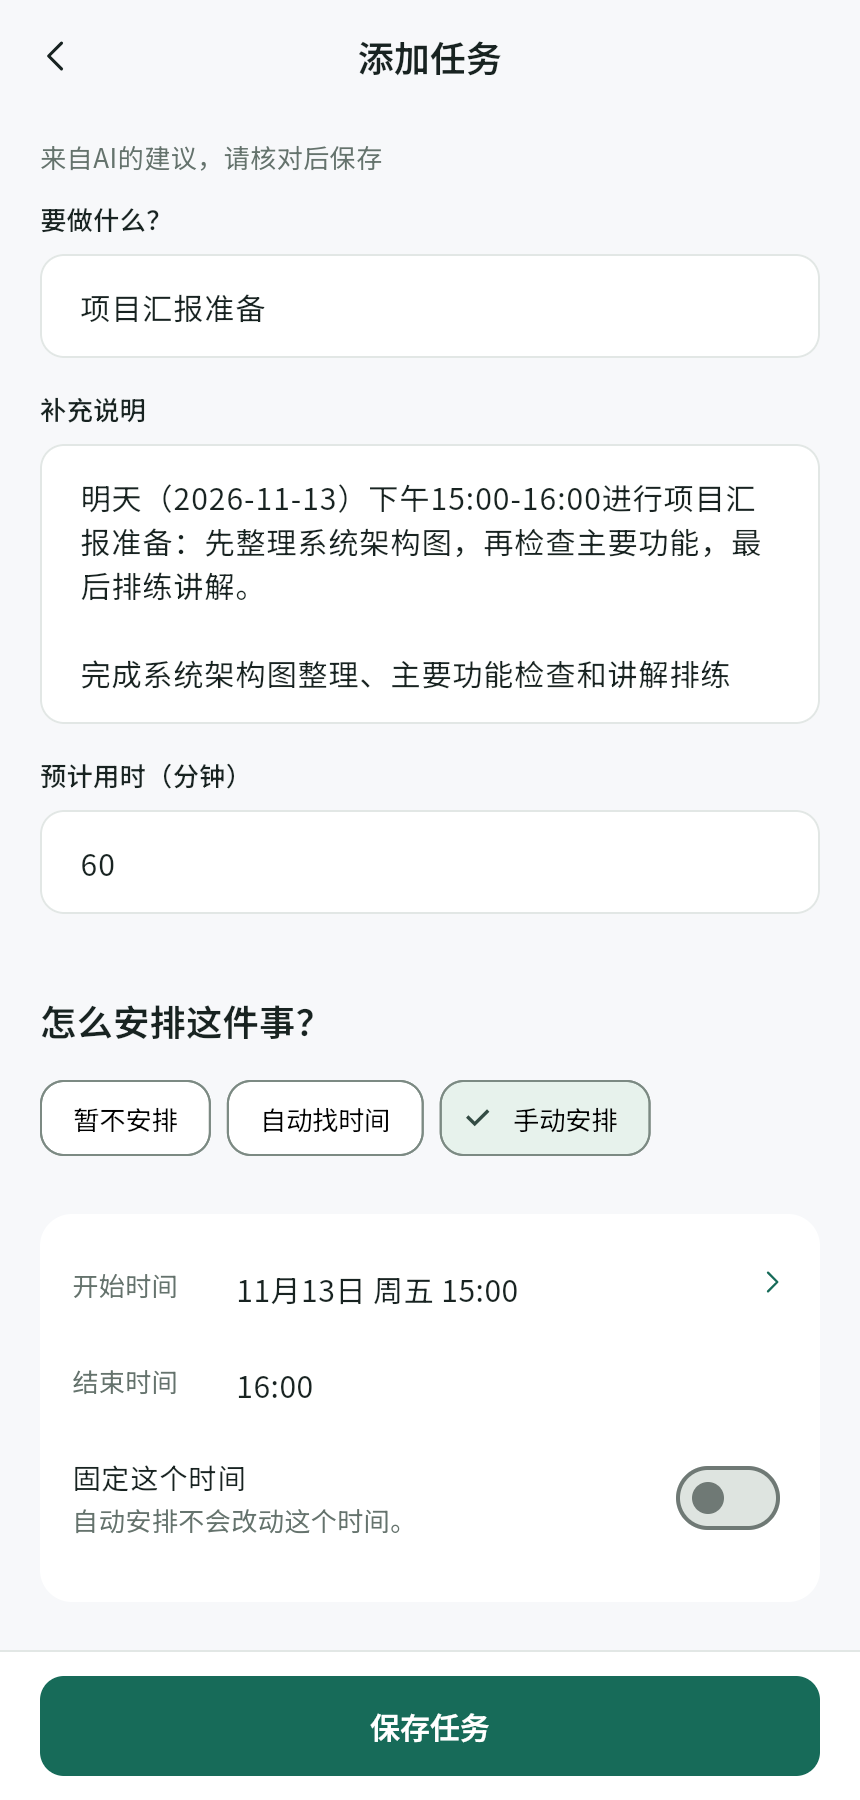 添加任务
来自AI的建议，请核对后保存
要做什么？
项目汇报准备
补充说明
明天（2026-11-13）下午15:00-16:00进行项目汇
报准备：先整理系统架构图，再检查主要功能，最
后排练讲解。
完成系统架构图整理、主要功能检查和讲解排练
预计用时（分钟）
60
怎么安排这件事？
暂不安排 自动找时间 手动安排
开始时间 11月13日 周五 15:00
结束时间 16:00
固定这个时间
自动安排不会改动这个时间。
保存任务